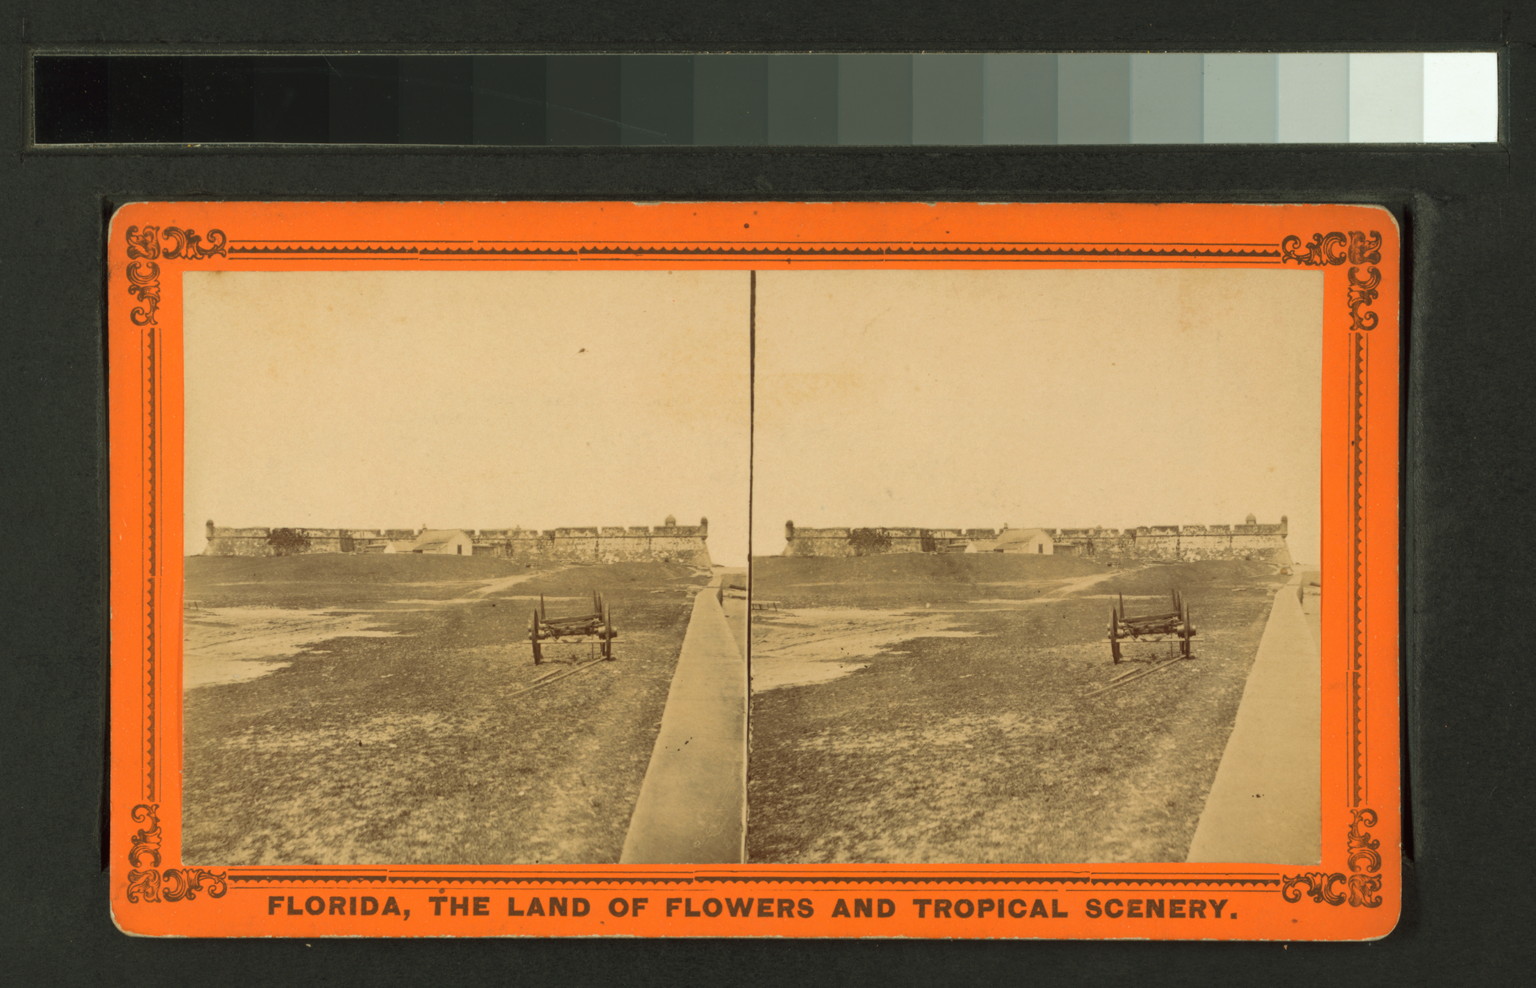 FLORIDA, THE LAND OF FLOWERS AND TROPICAL SCENERY.